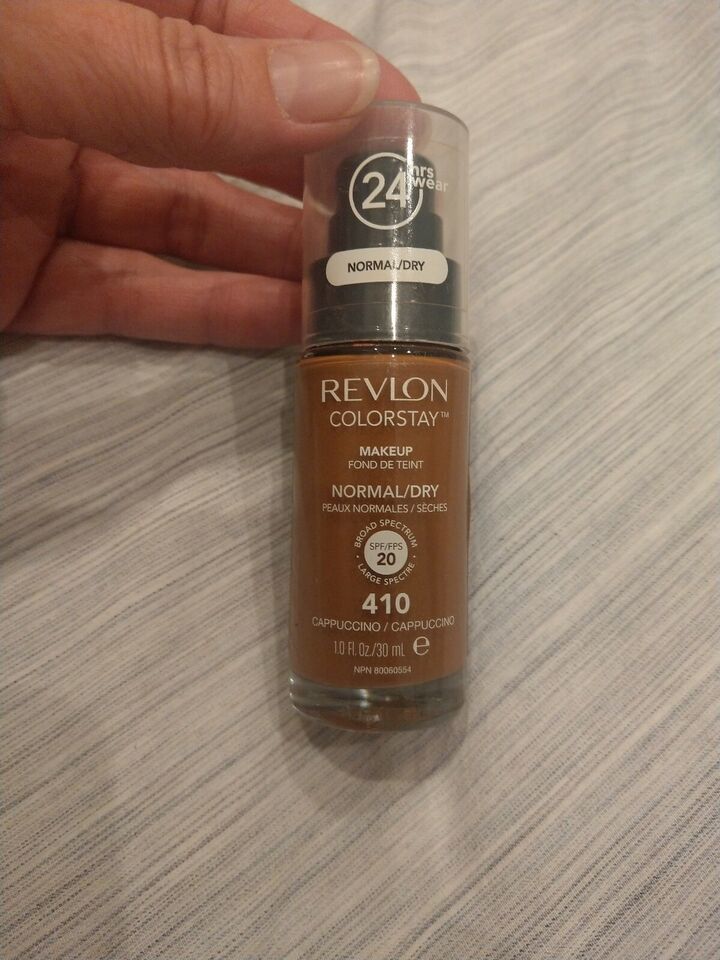 24 hrs
wear
NORMAL/DRY
REVLON
COLORSTAY™
MAKEUP
FOND DE TEINT
NORMAL/DRY
PEAUX NORMALES / SÈCHES
BROAD SPECTRUM
SPF/FPS
20
• LARGE SPECTRE •
410
CAPPUCCINO / CAPPUCCINO
1.0 Fl. Oz./30 mL ℮
NPN 80060554